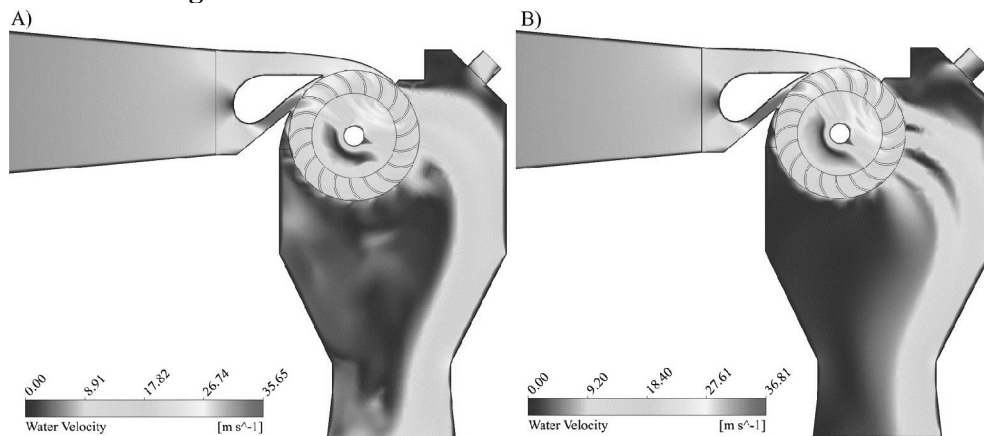 A)
B)
0.00 8.91 17.82 26.74 35.65
Water Velocity [m s^-1]
0.00 9.20 18.40 27.61 36.81
Water Velocity [m s^-1]